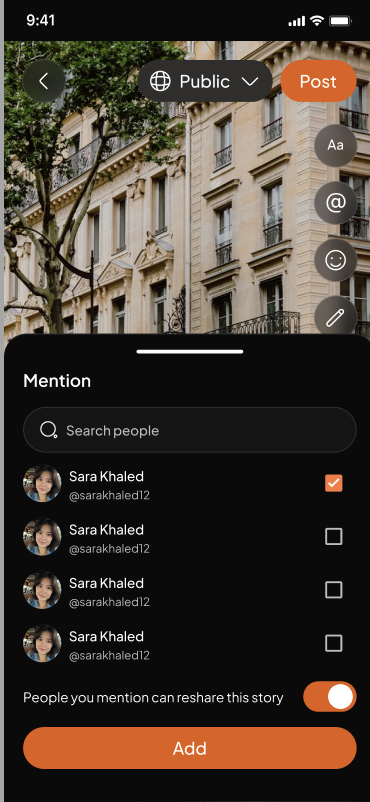 9:41
Public
Post
Aa
@
Mention
Search people
Sara Khaled
@sarakhaled12
Sara Khaled
@sarakhaled12
Sara Khaled
@sarakhaled12
Sara Khaled
@sarakhaled12
People you mention can reshare this story
Add